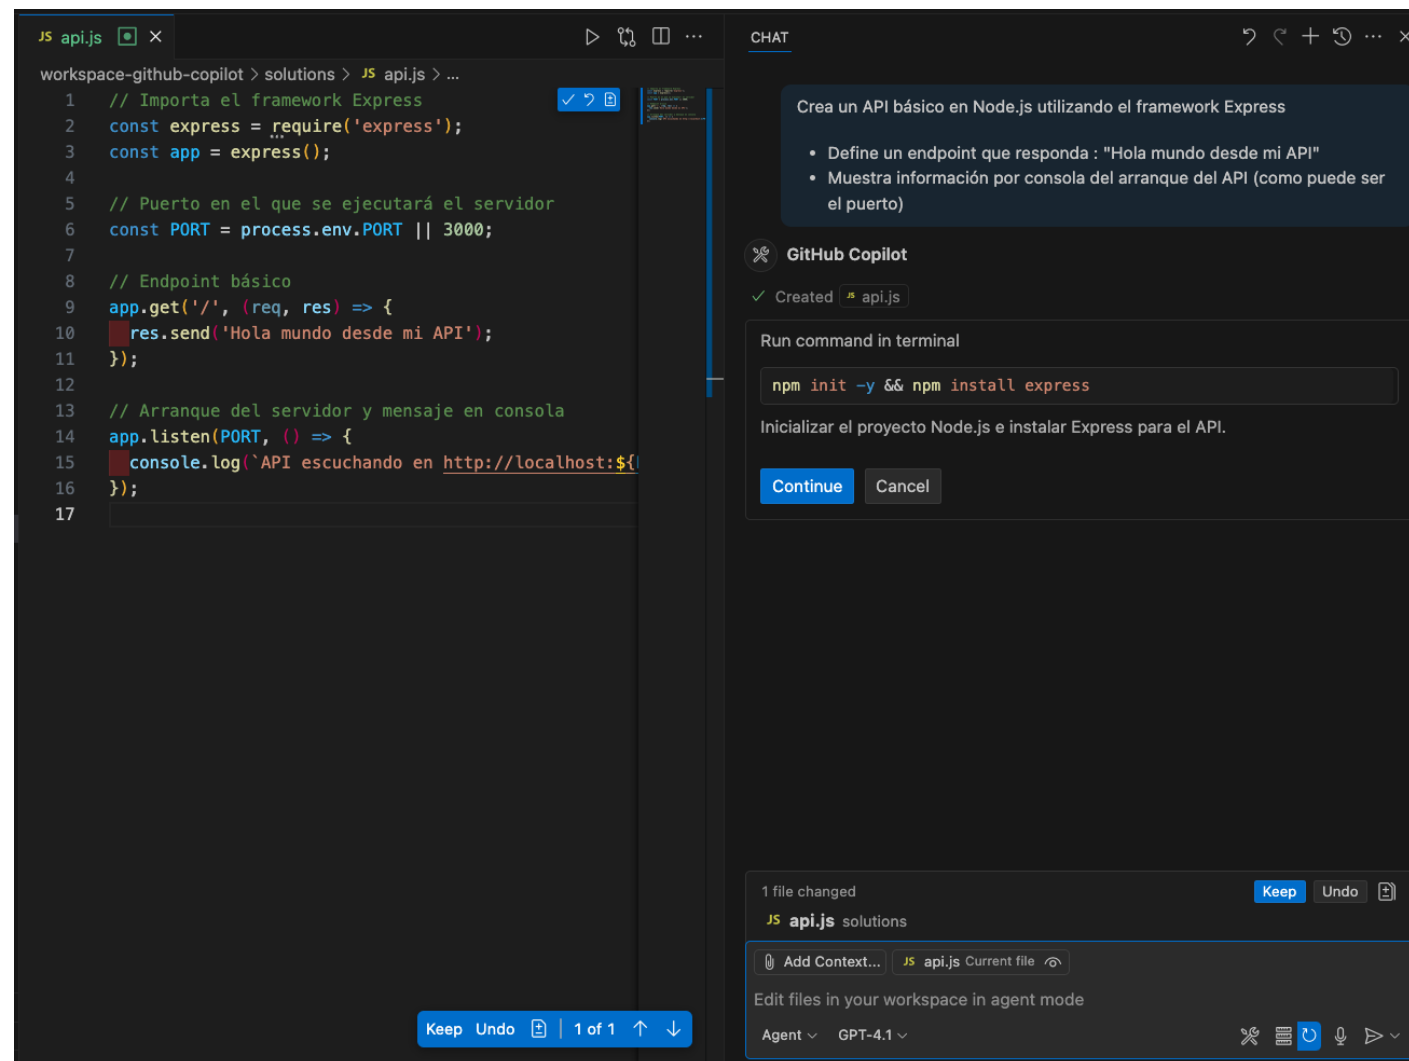 JS api.js
workspace-github-copilot > solutions > JS api.js > ...
1 // Importa el framework Express
2 const express = require('express');
3 const app = express();
4
5 // Puerto en el que se ejecutará el servidor
6 const PORT = process.env.PORT || 3000;
7
8 // Endpoint básico
9 app.get('/', (req, res) => {
10 res.send('Hola mundo desde mi API');
11 });
12
13 // Arranque del servidor y mensaje en consola
14 app.listen(PORT, () => {
15 console.log(`API escuchando en http://localhost:${
16 });
17
Keep Undo 1 of 1
CHAT
Crea un API básico en Node.js utilizando el framework Express
• Define un endpoint que responda : "Hola mundo desde mi API"
• Muestra información por consola del arranque del API (como puede ser
el puerto)
GitHub Copilot
Created JS api.js
Run command in terminal
npm init -y && npm install express
Inicializar el proyecto Node.js e instalar Express para el API.
Continue Cancel
1 file changed Keep Undo
JS api.js solutions
Add Context... JS api.js Current file
Edit files in your workspace in agent mode
Agent GPT-4.1